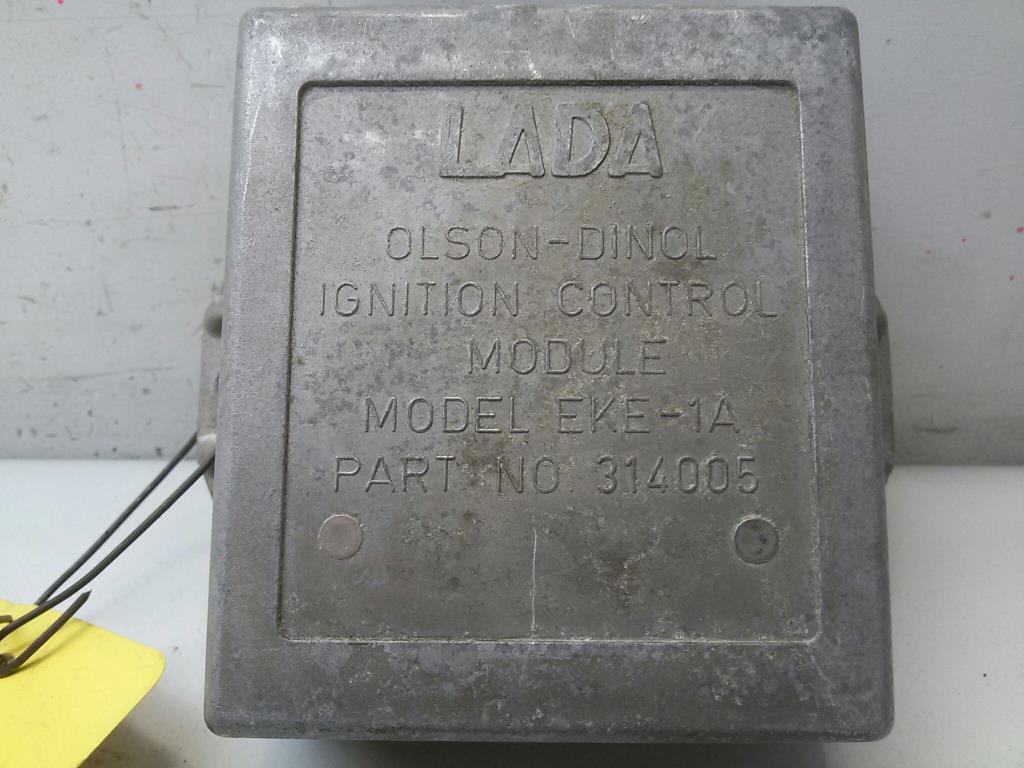 LADA
OLSON-DINOL
IGNITION CONTROL
MODULE
MODEL EKE-1A
PART NO 314005